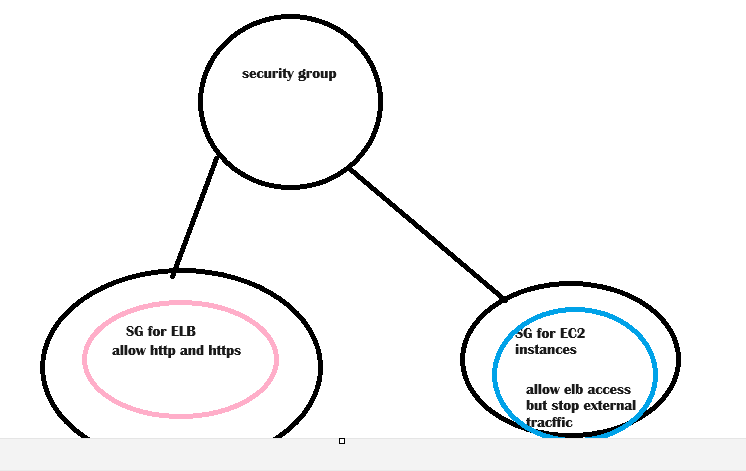 security group
SG for ELB
allow http and https
SG for EC2
instances
allow elb access
but stop external
tracffic